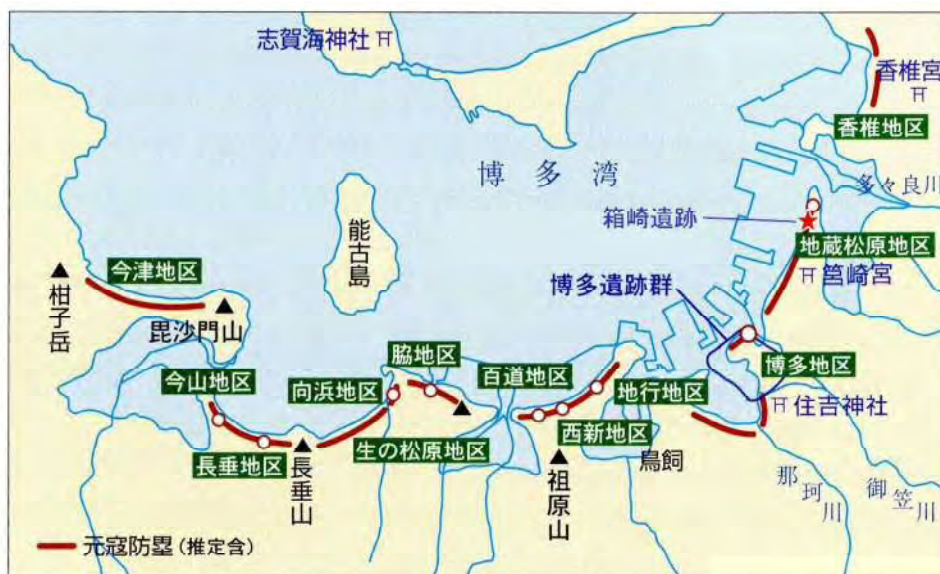 志賀海神社
香椎宮
香椎地区
博多湾
多々良川
箱崎遺跡
地蔵松原地区
筥崎宮
能古島
今津地区
柑子岳
毘沙門山
博多遺跡群
脇地区
百道地区
博多地区
今山地区
向浜地区
地行地区
住吉神社
西新地区
長垂地区
生の松原地区
鳥飼
長垂山
祖原山
那珂川
御笠川
元寇防塁(推定含)